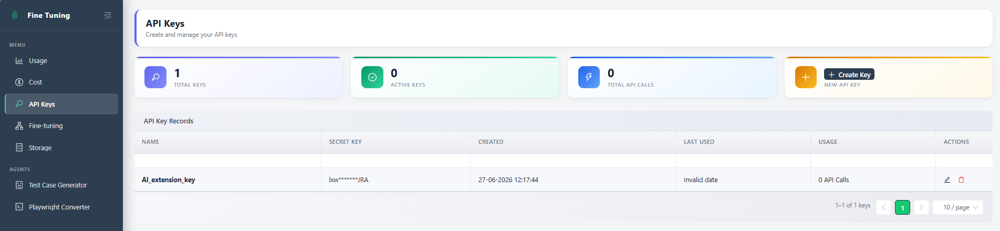 Fine Tuning
MENU
Usage
Cost
API Keys
Fine-tuning
Storage
AGENTS
Test Case Generator
Playwright Converter
API Keys
Create and manage your API keys
1
TOTAL KEYS
0
ACTIVE KEYS
0
TOTAL API CALLS
+ Create Key
NEW API KEY
API Key Records
NAME SECRET KEY CREATED LAST USED USAGE ACTIONS
AI_extension_key lxw*******JRA 27-06-2026 12:17:44 Invalid date 0 API Calls
1–1 of 1 keys < 1 > 10 / page